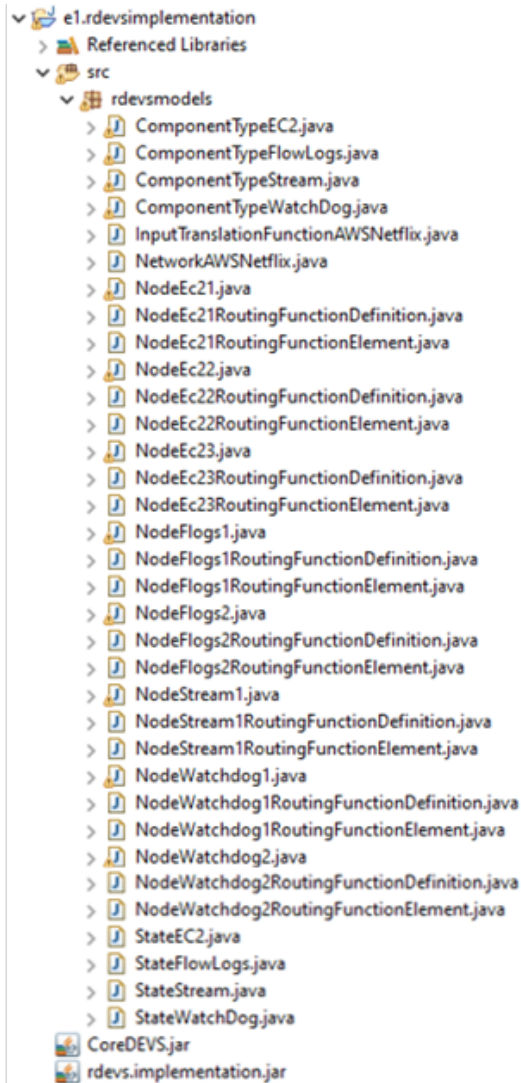 e1.rdevsimplementation
Referenced Libraries
src
rdevsmodels
ComponentTypeEC2.java
ComponentTypeFlowLogs.java
ComponentTypeStream.java
ComponentTypeWatchDog.java
InputTranslationFunctionAWSNetflix.java
NetworkAWSNetflix.java
NodeEc21.java
NodeEc21RoutingFunctionDefinition.java
NodeEc21RoutingFunctionElement.java
NodeEc22.java
NodeEc22RoutingFunctionDefinition.java
NodeEc22RoutingFunctionElement.java
NodeEc23.java
NodeEc23RoutingFunctionDefinition.java
NodeEc23RoutingFunctionElement.java
NodeFlogs1.java
NodeFlogs1RoutingFunctionDefinition.java
NodeFlogs1RoutingFunctionElement.java
NodeFlogs2.java
NodeFlogs2RoutingFunctionDefinition.java
NodeFlogs2RoutingFunctionElement.java
NodeStream1.java
NodeStream1RoutingFunctionDefinition.java
NodeStream1RoutingFunctionElement.java
NodeWatchdog1.java
NodeWatchdog1RoutingFunctionDefinition.java
NodeWatchdog1RoutingFunctionElement.java
NodeWatchdog2.java
NodeWatchdog2RoutingFunctionDefinition.java
NodeWatchdog2RoutingFunctionElement.java
StateEC2.java
StateFlowLogs.java
StateStream.java
StateWatchDog.java
CoreDEVS.jar
rdevs.implementation.jar